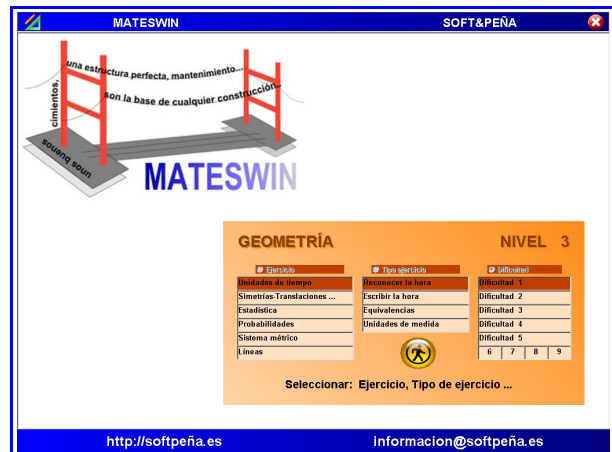 MATESWIN SOFT&PEÑA
una estructura perfecta, mantenimiento...
son la base de cualquier construcción..
cimientos,
unos buenos
MATESWIN
GEOMETRÍA NIVEL 3
Ejercicio Tipo ejercicio Dificultad
Unidades de tiempo Reconocer la hora Dificultad 1
Simetrías-Translaciones ... Escribir la hora Dificultad 2
Estadística Equivalencias Dificultad 3
Probabilidades Unidades de medida Dificultad 4
Sistema métrico Dificultad 5
Líneas 6 7 8 9
Seleccionar: Ejercicio, Tipo de ejercicio ...
http://softpeña.es informacion@softpeña.es